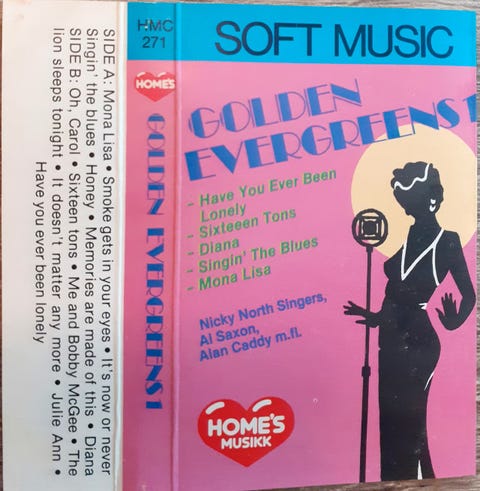 SIDE A: Mona Lisa • Smoke gets in your eyes • It's now or never
Singin' the blues • Honey • Memories are made of this • Diana
SIDE B: Oh, Carol • Sixteen tons • Me and Bobby McGee • The
lion sleeps tonight • It doesn't matter any more • Julie Ann •
Have you ever been lonely
HMC
271
HOME'S
GOLDEN EVERGREENS 1
SOFT MUSIC
GOLDEN
EVERGREENS 1
- Have You Ever Been
Lonely
- Sixteeen Tons
- Diana
- Singin' The Blues
- Mona Lisa
Nicky North Singers,
Al Saxon,
Alan Caddy m.fl.
HOME'S
MUSIKK